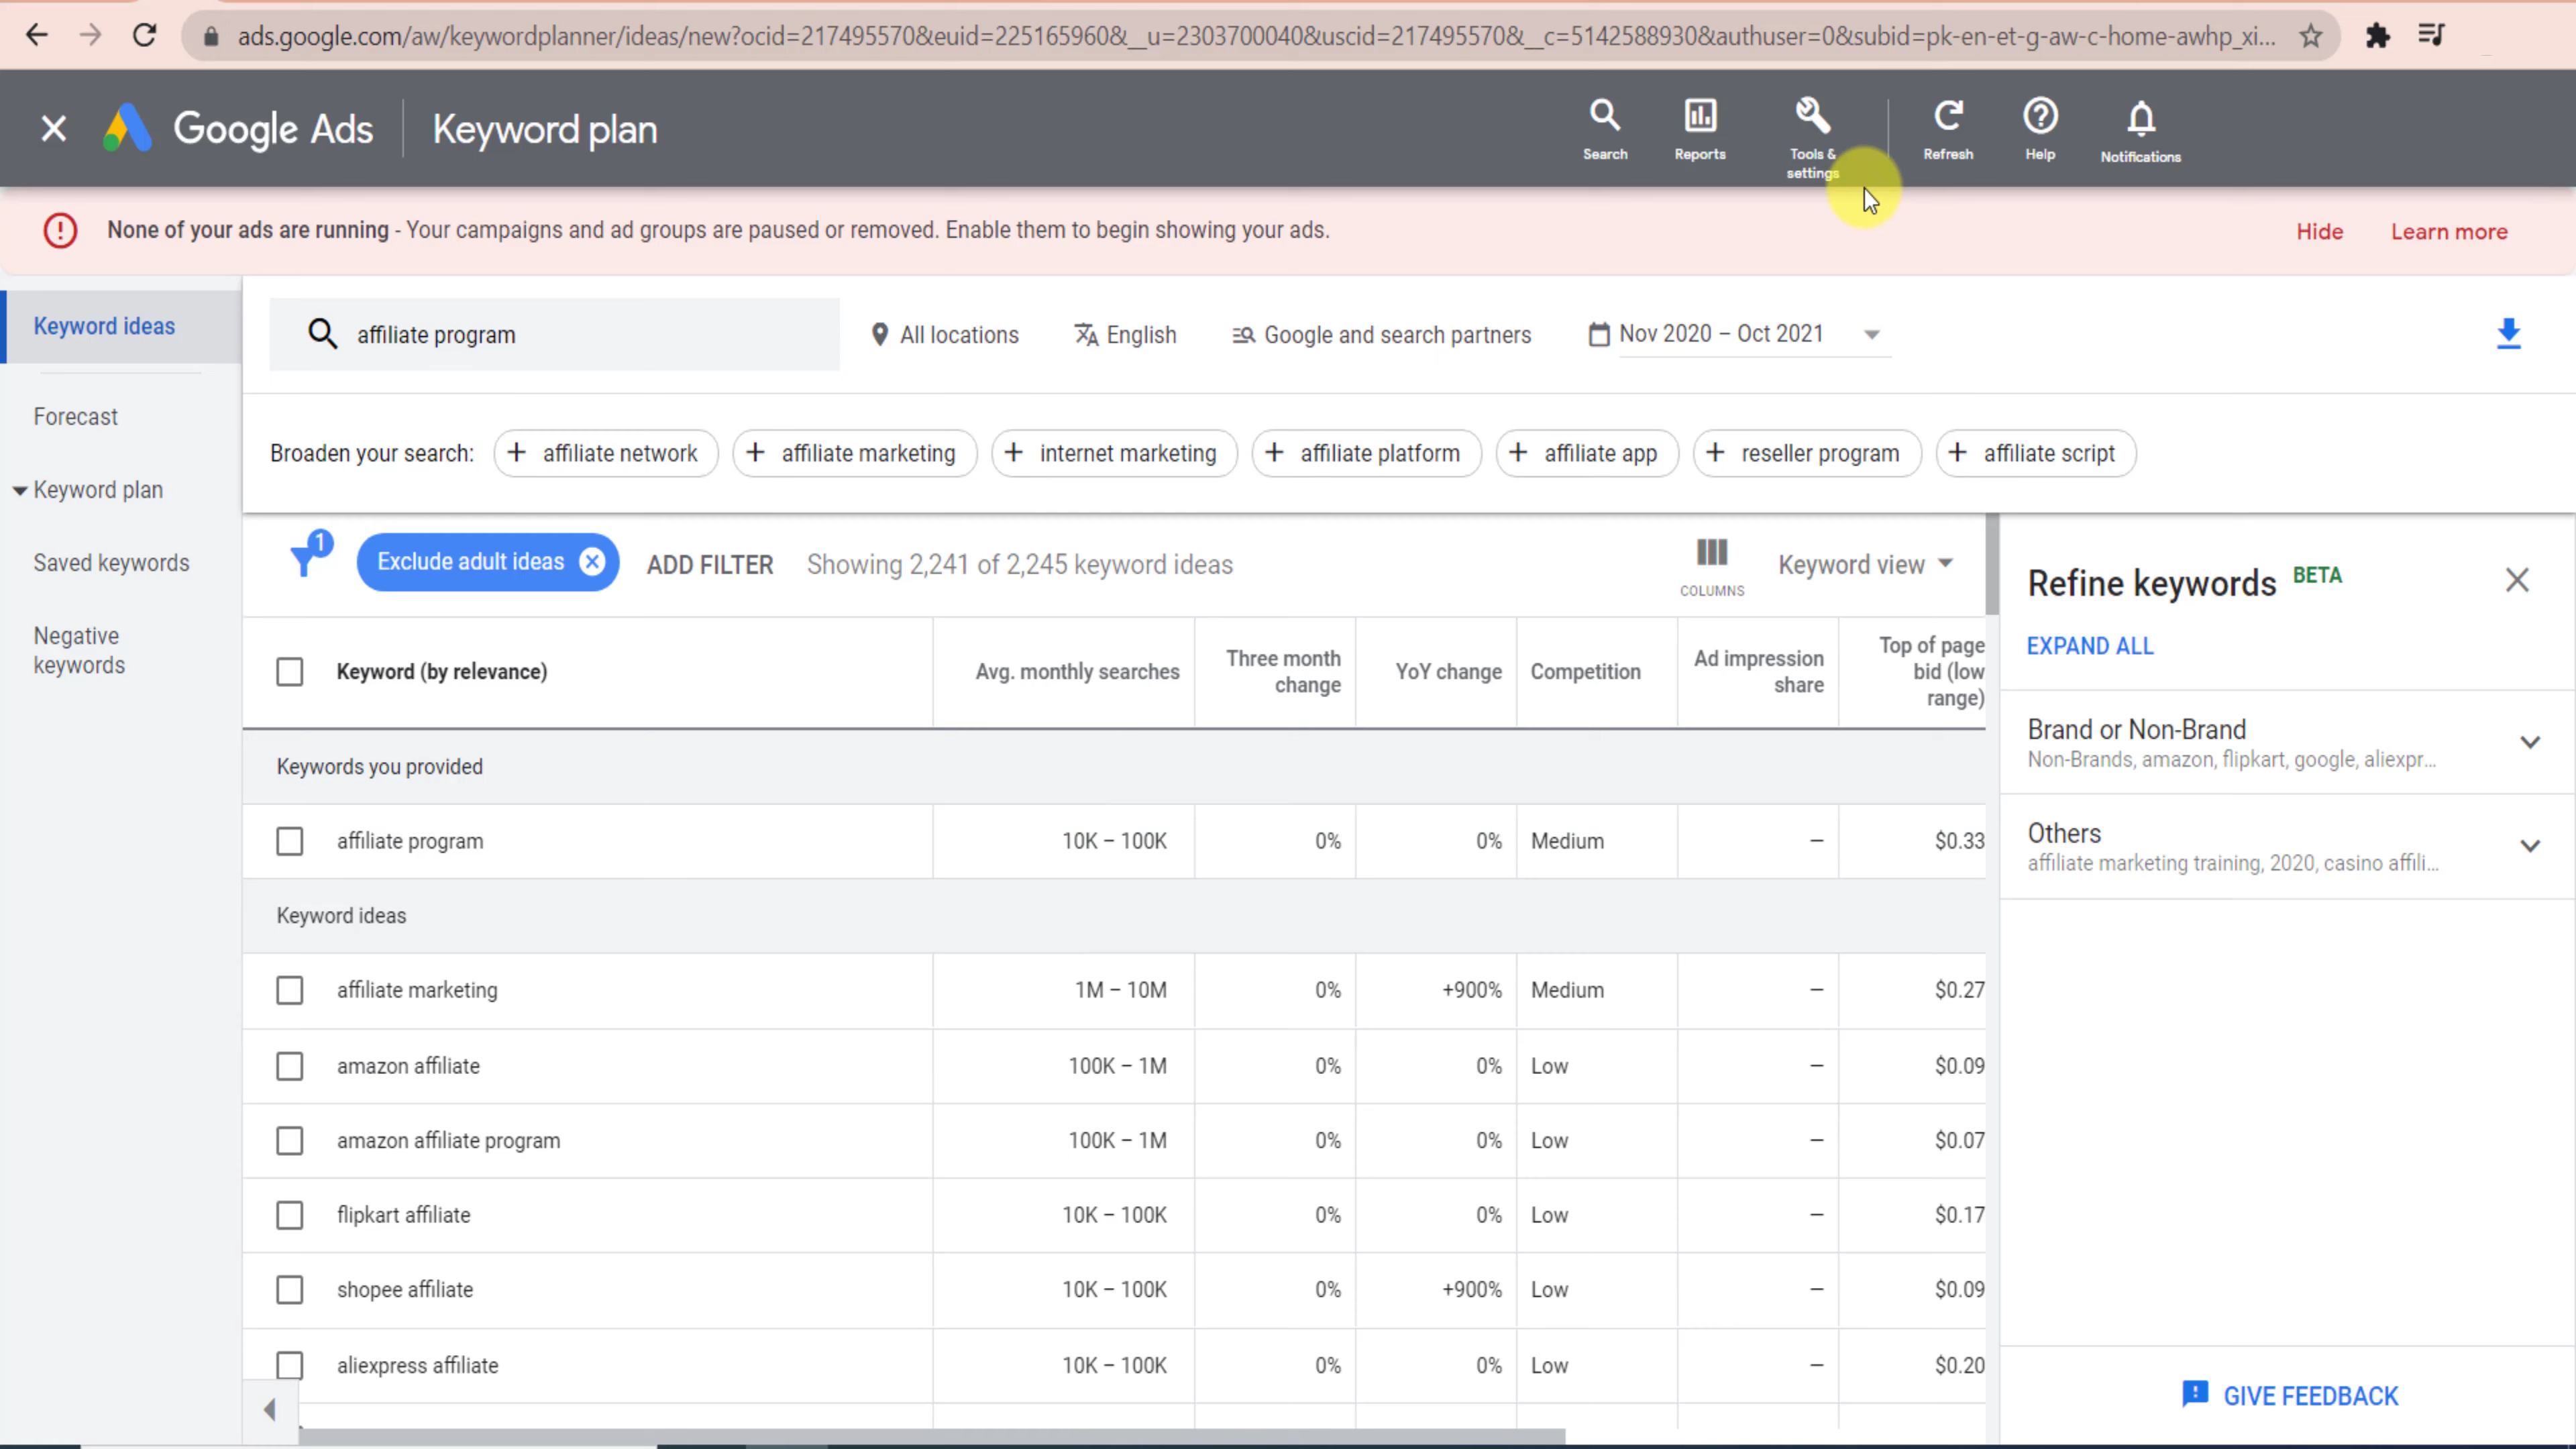 ads.google.com/aw/keywordplanner/ideas/new?ocid=217495570&euid=225165960&__u=2303700040&uscid=217495570&__c=5142588930&authuser=0&subid=pk-en-et-g-aw-c-home-awhp_xi...
Google Ads Keyword plan
Search Reports Tools & settings Refresh Help Notifications
None of your ads are running - Your campaigns and ad groups are paused or removed. Enable them to begin showing your ads. Hide Learn more
Keyword ideas
Forecast
Keyword plan
Saved keywords
Negative
keywords
affiliate program All locations English Google and search partners Nov 2020 – Oct 2021
Broaden your search: + affiliate network + affiliate marketing + internet marketing + affiliate platform + affiliate app + reseller program + affiliate script
1 Exclude adult ideas ADD FILTER Showing 2,241 of 2,245 keyword ideas COLUMNS Keyword view
Keyword (by relevance) Avg. monthly searches Three month change YoY change Competition Ad impression share Top of page bid (low range)
Keywords you provided
affiliate program 10K – 100K 0% 0% Medium – $0.33
Keyword ideas
affiliate marketing 1M – 10M 0% +900% Medium – $0.27
amazon affiliate 100K – 1M 0% 0% Low – $0.09
amazon affiliate program 100K – 1M 0% 0% Low – $0.07
flipkart affiliate 10K – 100K 0% 0% Low – $0.17
shopee affiliate 10K – 100K 0% +900% Low – $0.09
aliexpress affiliate 10K – 100K 0% 0% Low – $0.20
Refine keywords BETA
EXPAND ALL
Brand or Non-Brand
Non-Brands, amazon, flipkart, google, aliexpr...
Others
affiliate marketing training, 2020, casino affili...
GIVE FEEDBACK